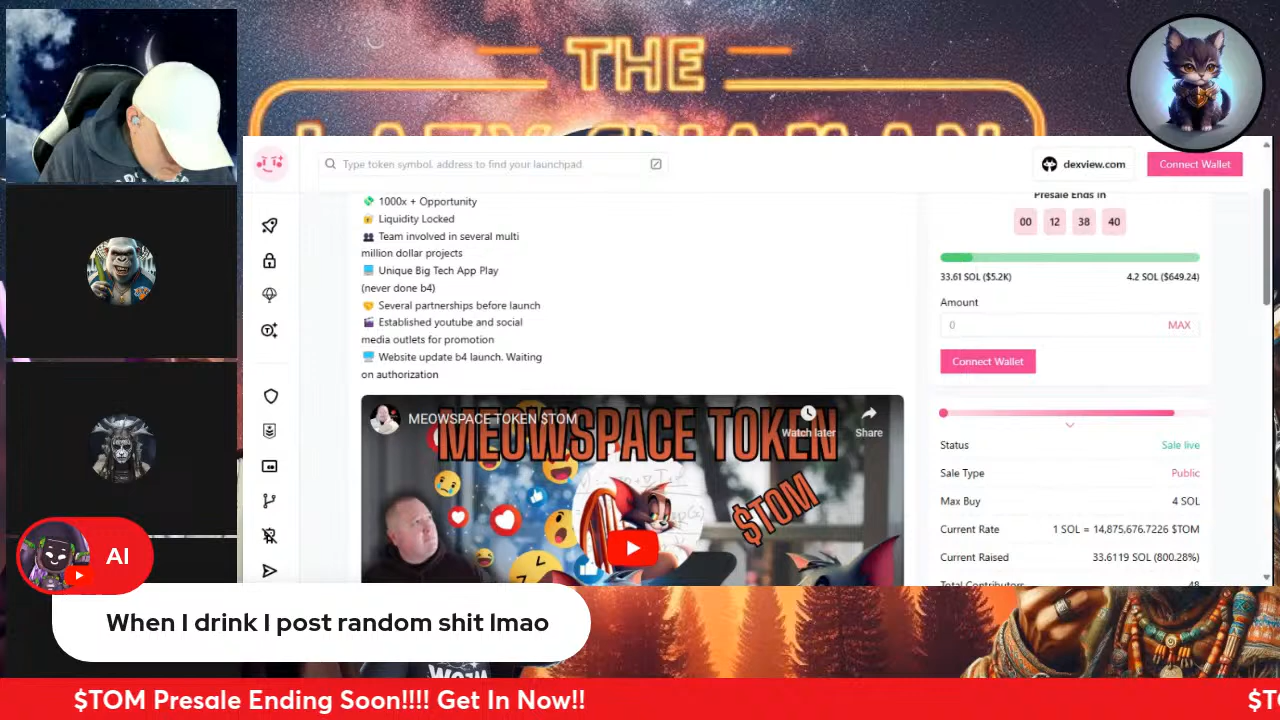 THE
Type token symbol, address to find your launchpad
dexview.com
Connect Wallet
1000x + Opportunity
Liquidity Locked
Team involved in several multi
million dollar projects
Unique Big Tech App Play
(never done b4)
Several partnerships before launch
Established youtube and social
media outlets for promotion
Website update b4 launch. Waiting
on authorization
MEOWSPACE TOKEN $TOM
Watch later
Share
MEOWSPACE TOKEN
$TOM
Presale Ends In
00 12 38 40
33.61 SOL ($5.2K) 4.2 SOL ($649.24)
Amount
0 MAX
Connect Wallet
Status Sale live
Sale Type Public
Max Buy 4 SOL
Current Rate 1 SOL = 14,875,676.7226 $TOM
Current Raised 33.6119 SOL (800.28%)
Total Contributors 48
AI
When I drink I post random shit lmao
$TOM Presale Ending Soon!!!! Get In Now!!